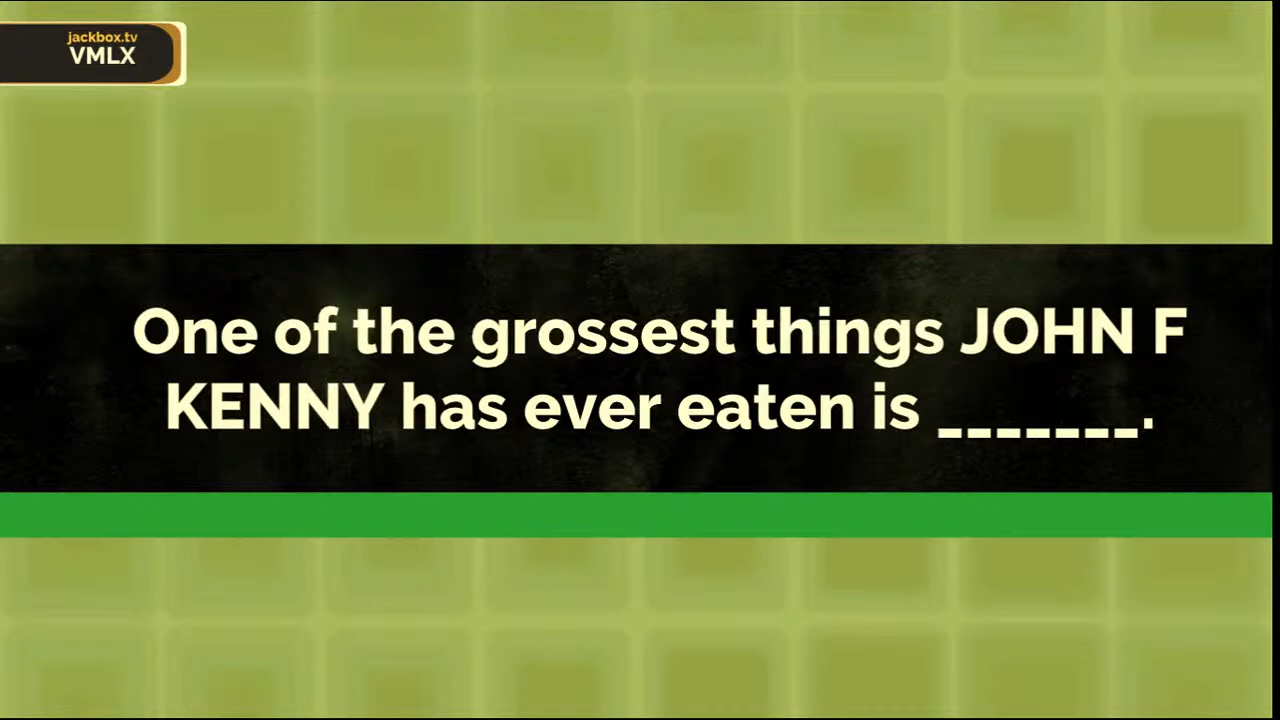 jackbox.tv
VMLX
One of the grossest things JOHN F
KENNY has ever eaten is _______.